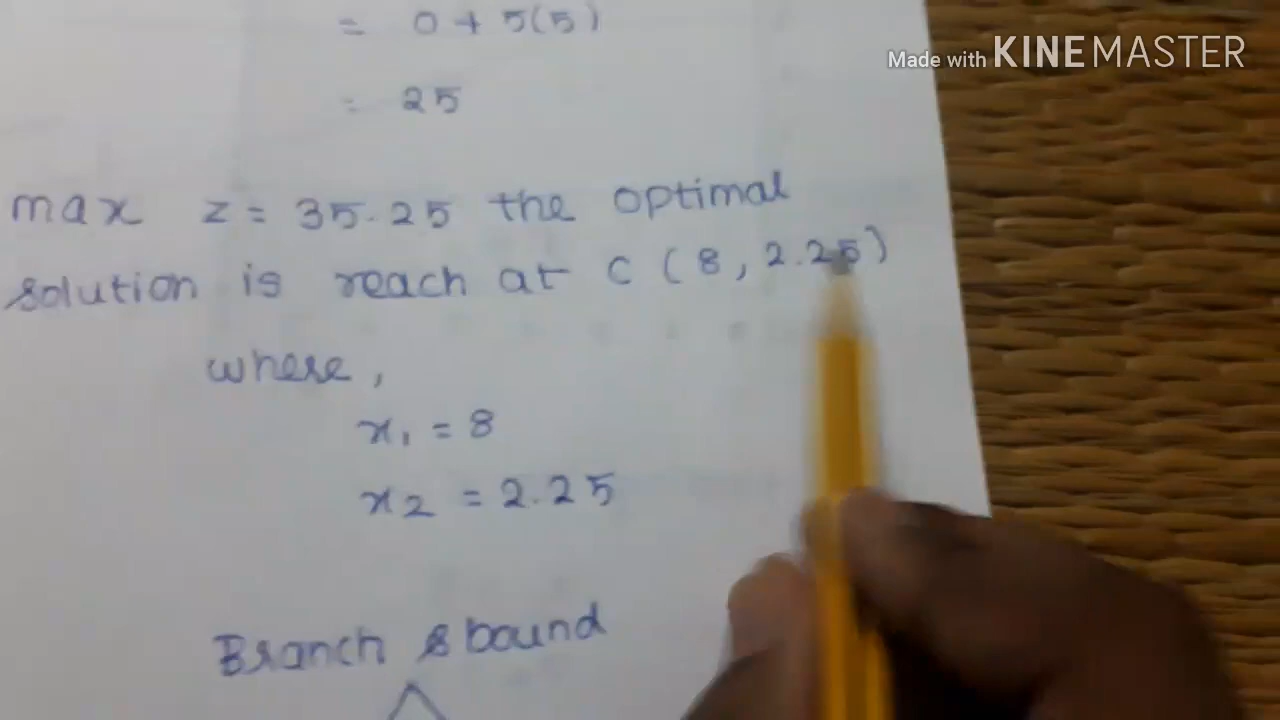 = 0 + 5(5)
Made with KINEMASTER
= 25
max z = 35.25 the optimal
solution is reach at C (8, 2.25)
where,
x₁ = 8
x₂ = 2.25
Branch & bound